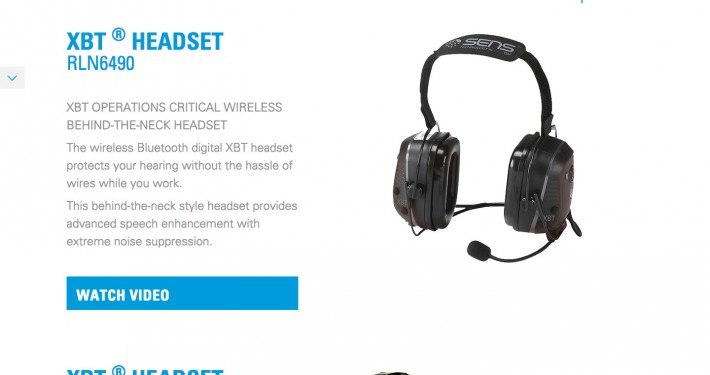 XBT ® HEADSET
RLN6490
XBT OPERATIONS CRITICAL WIRELESS
BEHIND-THE-NECK HEADSET
The wireless Bluetooth digital XBT headset
protects your hearing without the hassle of
wires while you work.
This behind-the-neck style headset provides
advanced speech enhancement with
extreme noise suppression.
WATCH VIDEO
SENS
XBT
XBT ® HEADSET